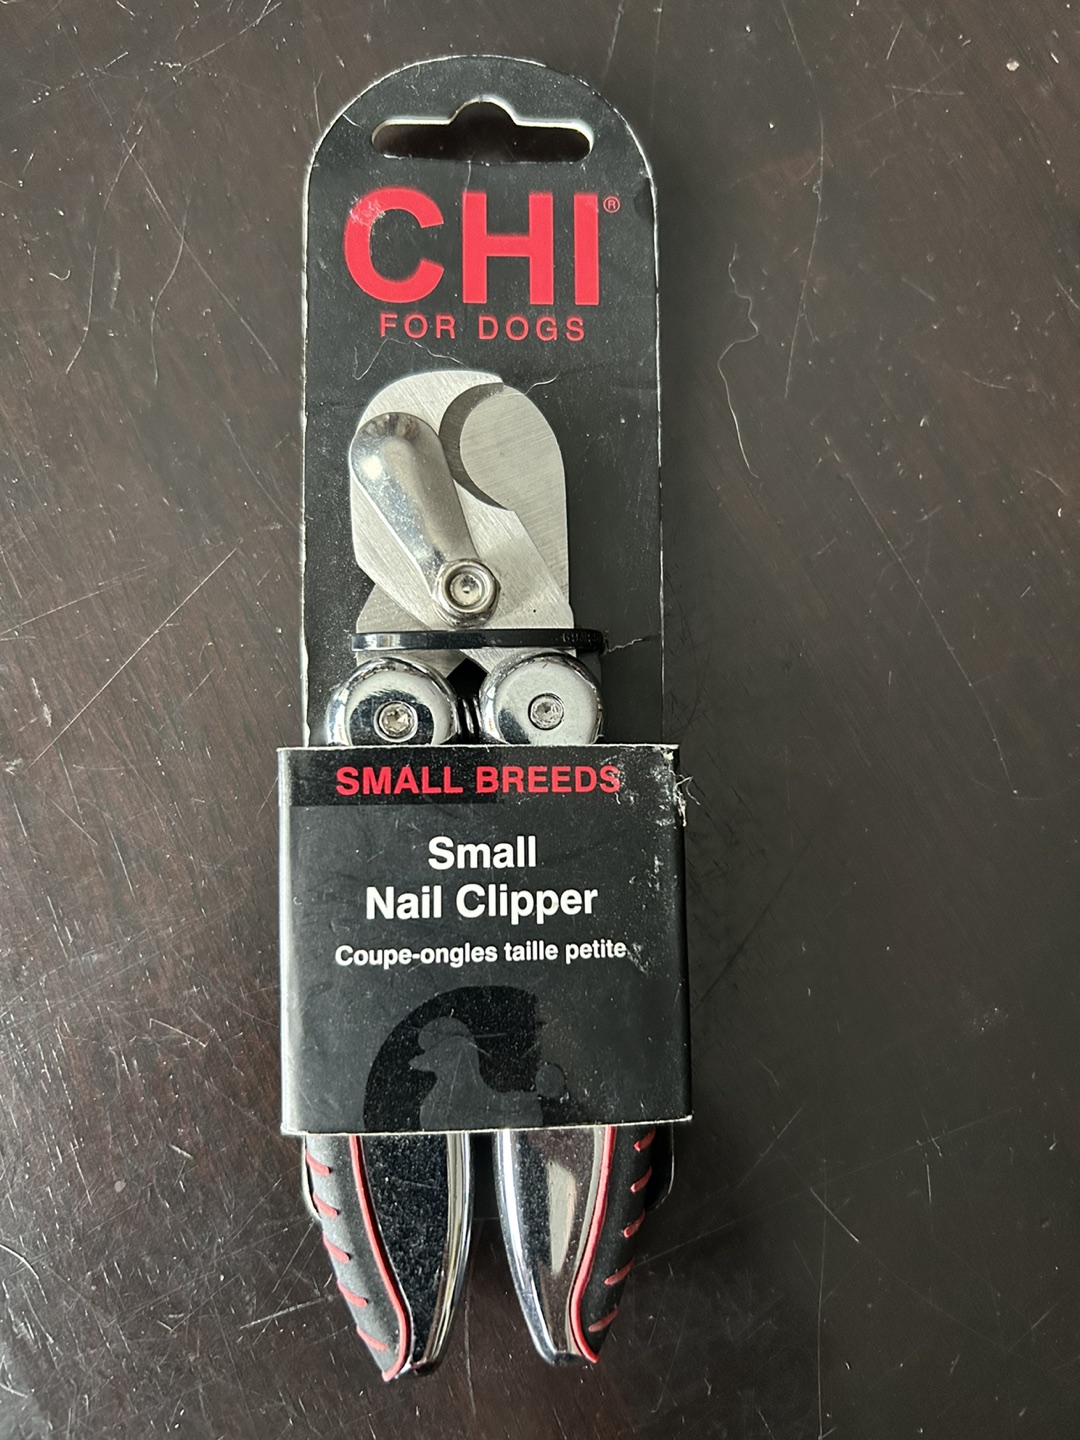 CHI®
FOR DOGS
SMALL BREEDS
Small
Nail Clipper
Coupe-ongles taille petite